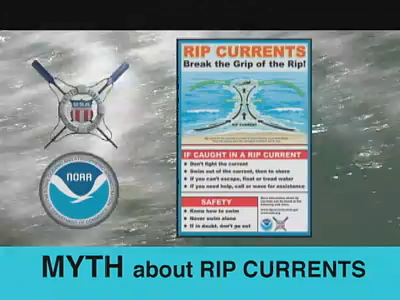 USA
NOAA
RIP CURRENTS
Break the Grip of the Rip!
RIP CURRENT
IF CAUGHT IN A RIP CURRENT
Don't fight the current
Swim out of the current, then to shore
If you can't escape, float or tread water
If you need help, call or wave for assistance
SAFETY
Know how to swim
Never swim alone
If in doubt, don't go out
MYTH about RIP CURRENTS